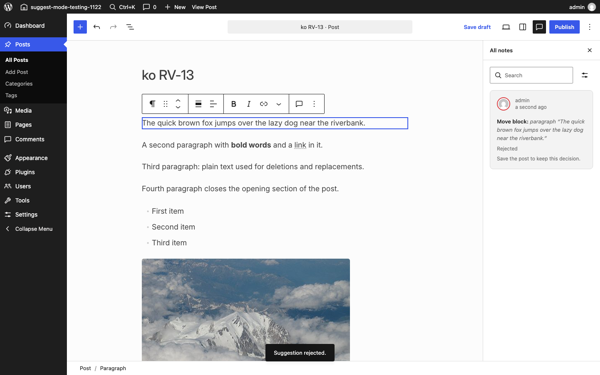 suggest-mode-testing-1122
Ctrl+K
0
New
View Post
admin
Dashboard
Posts
All Posts
Add Post
Categories
Tags
Media
Pages
Comments
Appearance
Plugins
Users
Tools
Settings
Collapse Menu
ko RV-13 · Post
Save draft
Publish
ko RV-13
B I
The quick brown fox jumps over the lazy dog near the riverbank.
A second paragraph with bold words and a link in it.
Third paragraph: plain text used for deletions and replacements.
Fourth paragraph closes the opening section of the post.
· First item
· Second item
· Third item
Suggestion rejected.
Post / Paragraph
All notes
Search
admin
a second ago
Move block: paragraph "The quick
brown fox jumps over the lazy dog
near the riverbank."
Rejected
Save the post to keep this decision.